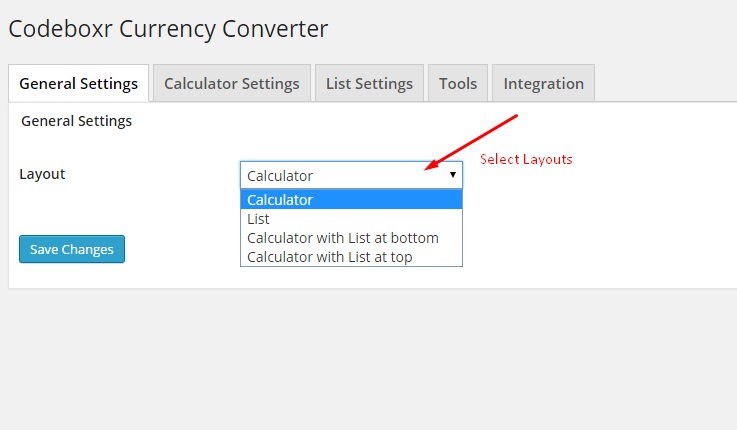 Codeboxr Currency Converter
General Settings Calculator Settings List Settings Tools Integration
General Settings
Select Layouts
Layout Calculator
Calculator
List
Calculator with List at bottom
Save Changes
Calculator with List at top